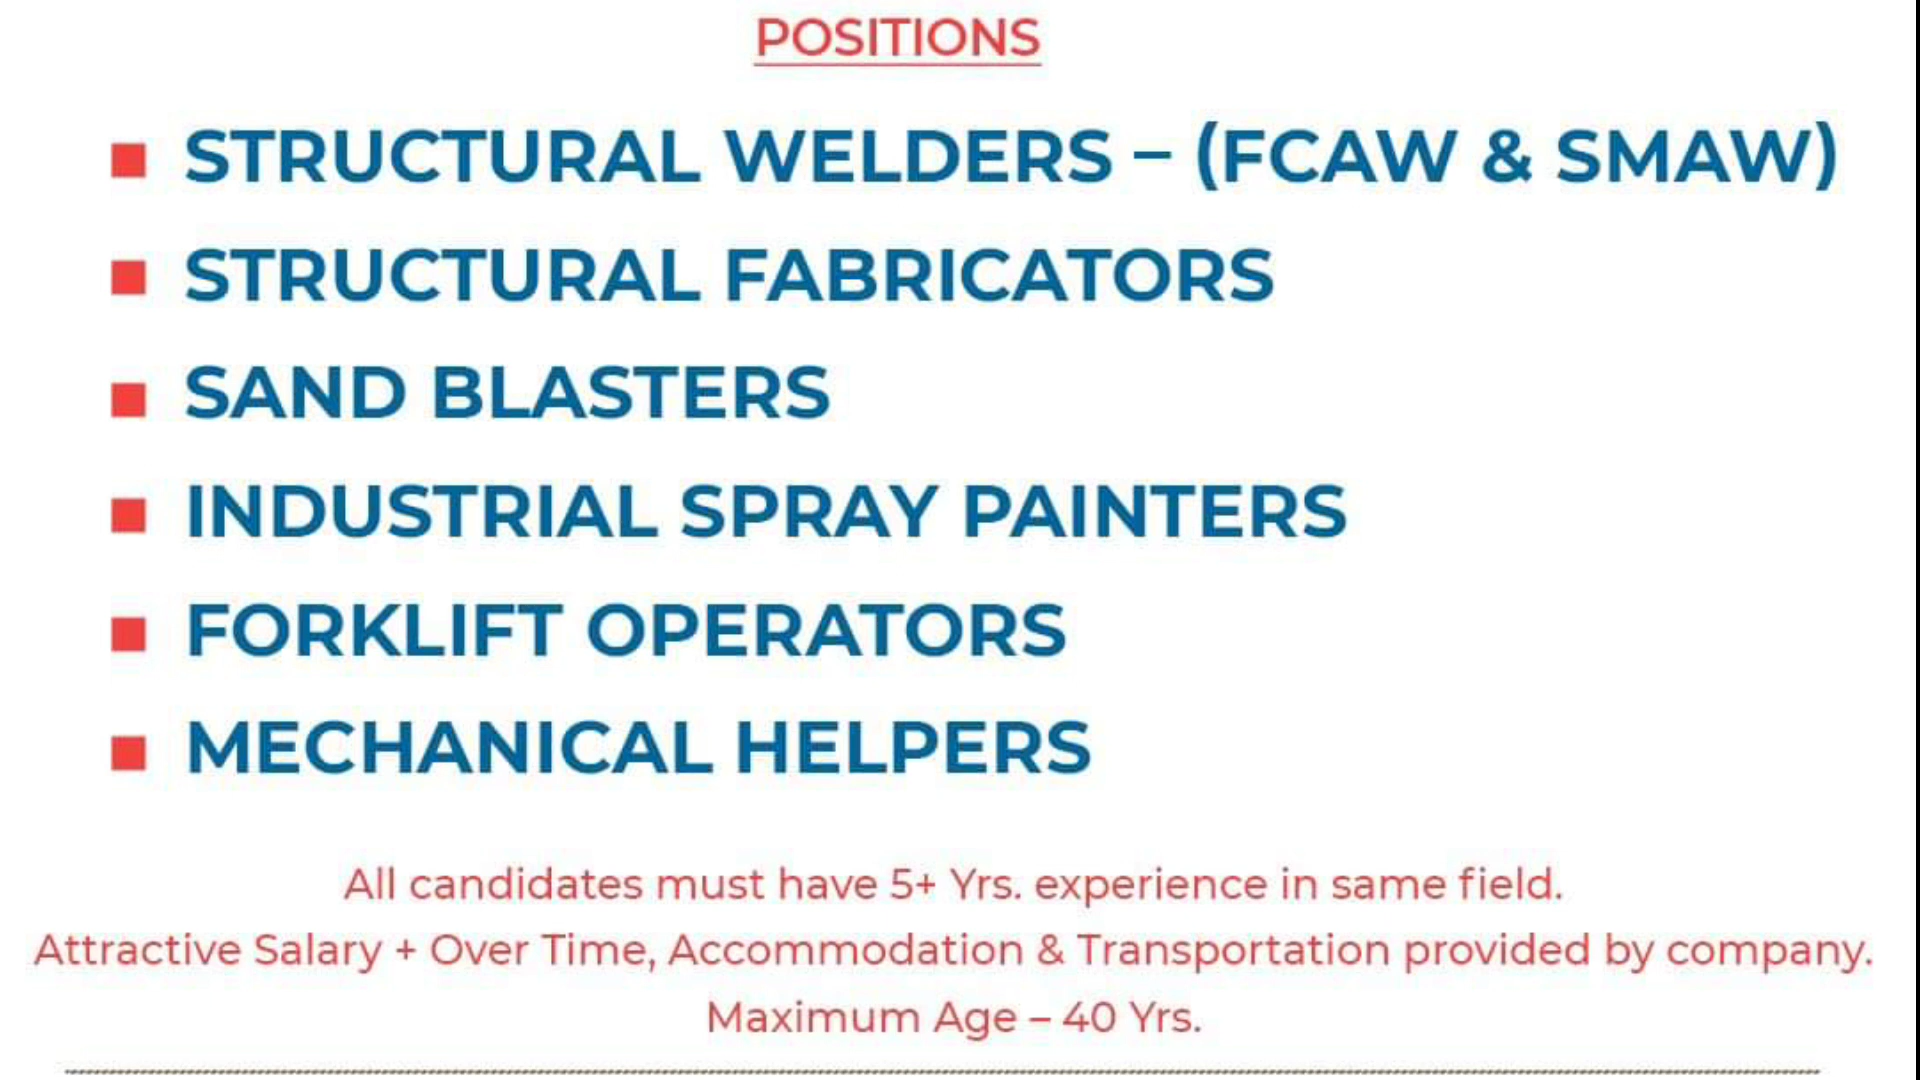 POSITIONS
STRUCTURAL WELDERS – (FCAW & SMAW)
STRUCTURAL FABRICATORS
SAND BLASTERS
INDUSTRIAL SPRAY PAINTERS
FORKLIFT OPERATORS
MECHANICAL HELPERS
All candidates must have 5+ Yrs. experience in same field.
Attractive Salary + Over Time, Accommodation & Transportation provided by company.
Maximum Age – 40 Yrs.